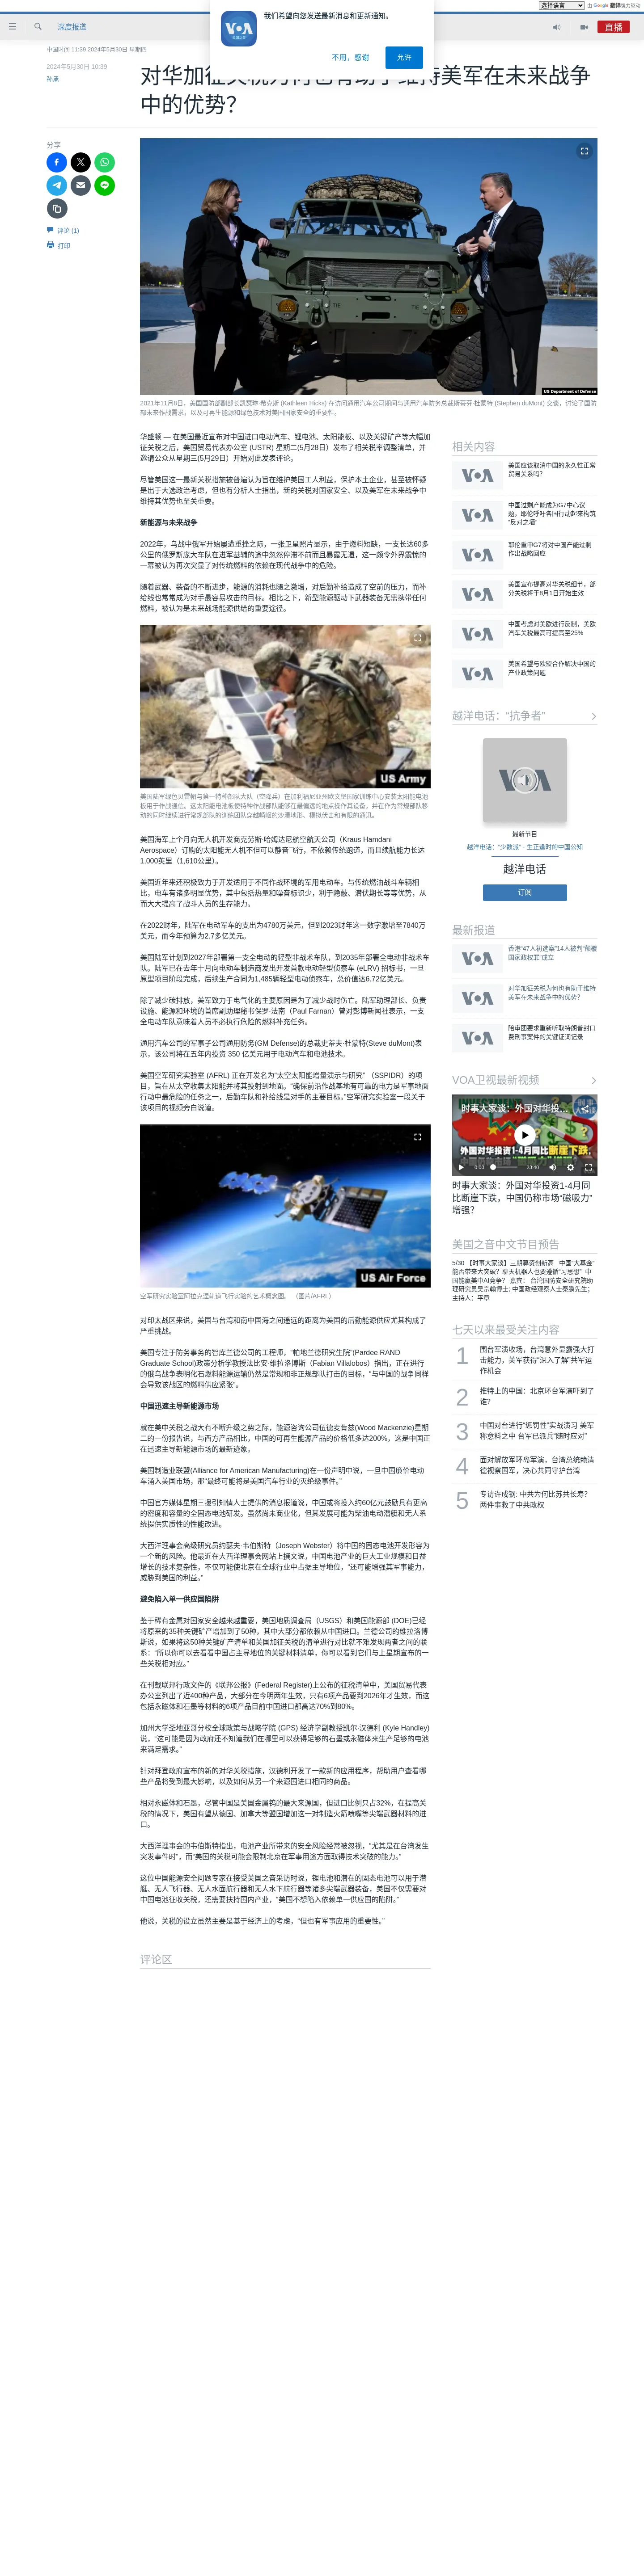 选择语言
由 Google 翻译强力驱动
VOA
美国之音
我们希望向您发送最新消息和更新通知。
不用，感谢
允许
深度报道
直播
中国时间 11:39 2024年5月30日 星期四
2024年5月30日 10:39
孙承
对华加征关税为何也有助于维持美军在未来战争
中的优势？
分享
评论 (1)
打印
US Department of Defense
2021年11月8日，美国国防部副部长凯瑟琳·希克斯 (Kathleen Hicks) 在访问通用汽车公司期间与通用汽车防务总裁斯蒂芬·杜蒙特 (Stephen duMont) 交谈，讨论了国防
部未来作战需求，以及可再生能源和绿色技术对美国国家安全的重要性。
华盛顿 — 在美国最近宣布对中国进口电动汽车、锂电池、太阳能板、以及关键矿产等大幅加
征关税之后，美国贸易代表办公室 (USTR) 星期二(5月28日）发布了相关税率调整清单，并
邀请公众从星期三(5月29日）开始对此发表评论。
尽管美国这一最新关税措施被普遍认为旨在维护美国工人利益，保护本土企业，甚至被怀疑
是出于大选政治考虑，但也有分析人士指出，新的关税对国家安全、以及美军在未来战争中
维持其优势也至关重要。
新能源与未来战争
2022年，乌战中俄军开始屡遭重挫之际，一张卫星照片显示，由于燃料短缺，一支长达60多
公里的俄罗斯庞大车队在进军基辅的途中忽然停滞不前而且暴露无遗，这一颇令外界震惊的
一幕被认为再次突显了对传统燃料的依赖在现代战争中的危险。
随着武器、装备的不断进步，能源的消耗也随之激增，对后勤补给造成了空前的压力，而补
给线也常常成为对手最容易攻击的目标。相比之下，新型能源驱动下武器装备无需携带任何
燃料，被认为是未来战场能源供给的重要途径。
US Army
美国陆军绿色贝雷帽与第一特种部队大队（空降兵）在加利福尼亚州欧文堡国家训练中心安装太阳能电池
板用于作战通信。这太阳能电池板使特种作战部队能够在最偏远的地点操作其设备，并在作为常规部队移
动的同时继续进行常规部队的训练团队穿越崎岖的沙漠地形、模拟伏击和有限的通讯。
美国海军上个月向无人机开发商克劳斯·哈姆达尼航空航天公司（Kraus Hamdani
Aerospace）订购的太阳能无人机不但可以静音飞行，不依赖传统跑道，而且续航能力长达
1,000英里（1,610公里）。
美国近年来还积极致力于开发适用于不同作战环境的军用电动车。与传统燃油战斗车辆相
比，电车有诸多明显优势，其中包括热量和噪音标识少，利于隐蔽、潜伏期长等等优势，从
而大大提高了战斗人员的生存能力。
在2022财年，陆军在电动军车的支出为4780万美元，但到2023财年这一数字激增至7840万
美元，而今年预算为2.7多亿美元。
美国陆军计划到2027年部署第一支全电动的轻型非战术车队，到2035年部署全电动非战术车
队。陆军已在去年十月向电动车制造商发出开发首款电动轻型侦察车 (eLRV) 招标书，一旦
原型项目阶段完成，后续生产合同为1,485辆轻型电动侦察车，总价值达6.72亿美元。
除了减少碳排放，美军致力于电气化的主要原因是为了减少战时伤亡。陆军助理部长、负责
设施、能源和环境的首席副助理秘书保罗·法南（Paul Farnan）曾对彭博新闻社表示，一支
全电动车队意味着人员不必执行危险的燃料补充任务。
通用汽车公司的军事子公司通用防务(GM Defense)的总裁史蒂夫·杜蒙特(Steve duMont)表
示，该公司将在五年内投资 350 亿美元用于电动汽车和电池技术。
美国空军研究实验室 (AFRL) 正在开发名为“太空太阳能增量演示与研究” （SSPIDR）的项
目，旨在从太空收集太阳能并将其投射到地面。“确保前沿作战基地有可靠的电力是军事地面
行动中最危险的任务之一，后勤车队和补给线是对手的主要目标。”空军研究实验室一段关于
该项目的视频旁白说道。
US Air Force
空军研究实验室阿拉克涅轨道飞行实验的艺术概念图。 （图片/AFRL）
对印太战区来说，美国与台湾和南中国海之间遥远的距离为美国的后勤能源供应尤其构成了
严重挑战。
美国专注于防务事务的智库兰德公司的工程师，“帕地兰德研究生院”(Pardee RAND
Graduate School)政策分析学教授法比安·维拉洛博斯（Fabian Villalobos）指出，正在进行
的俄乌战争表明化石燃料能源运输仍然是常规和非正规部队打击的目标，“与中国的战争同样
会导致该战区的燃料供应紧张”。
中国迅速主导新能源市场
就在美中关税之战大有不断升级之势之际，能源咨询公司伍德麦肯兹(Wood Mackenzie)星期
二的一份报告说，与西方产品相比，中国的可再生能源产品的价格低多达200%，这是中国正
在迅速主导新能源市场的最新迹象。
美国制造业联盟(Alliance for American Manufacturing)在一份声明中说，一旦中国廉价电动
车涌入美国市场，那“最终可能将是美国汽车行业的灭绝级事件。”
中国官方媒体星期三援引知情人士提供的消息报道说，中国或将投入约60亿元鼓励具有更高
的密度和容量的全固态电动研发。虽然尚未商业化，但其发展可能为柴油电动潜艇和无人系
统提供实质性的性能改进。
大西洋理事会高级研究员约瑟夫·韦伯斯特（Joseph Webster）将中国的固态电池开发形容为
一个新的风险。他最近在大西洋理事会网站上撰文说，中国电池产业的巨大工业规模和日益
增长的技术复杂性，不仅可能使北京在全球行业中占据主导地位，“还可能增强其军事能力，
威胁到美国的利益。”
避免陷入单一供应国陷阱
鉴于稀有金属对国家安全越来越重要，美国地质调查局（USGS）和美国能源部 (DOE)已经
将原来的35种关键矿产增加到了50种，其中大部分都依赖从中国进口。兰德公司的维拉洛博
斯说，如果将这50种关键矿产清单和美国加征关税的清单进行对比就不难发现两者之间的联
系：“所以你可以去看看中国占主导地位的关键材料清单，你可以看到它们与上星期宣布的一
些关税相对应。”
在刊载联邦行政文件的《联邦公报》(Federal Register)上公布的征税清单中，美国贸易代表
办公室列出了近400种产品，大部分在今明两年生效，只有6项产品要到2026年才生效，而这
包括永磁体和石墨等材料的6项产品目前中国进口都高达70%到80%。
加州大学圣地亚哥分校全球政策与战略学院 (GPS) 经济学副教授凯尔·汉德利 (Kyle Handley)
说，“这可能是因为政府还不知道我们在哪里可以获得足够的石墨或永磁体来生产足够的电池
来满足需求。”
针对拜登政府宣布的新的对华关税措施，汉德利开发了一款新的应用程序，帮助用户查看哪
些产品将受到最大影响，以及如何从另一个来源国进口相同的商品。
相对永磁体和石墨，尽管中国是美国金属钨的最大来源国，但进口比例只占32%，在提高关
税的情况下，美国有望从德国、加拿大等盟国增加这一对制造火箭喷嘴等尖端武器材料的进
口。
大西洋理事会的韦伯斯特指出，电池产业所带来的安全风险经常被忽视，“尤其是在台湾发生
突发事件时”，而“美国的关税可能会限制北京在军事用途方面取得技术突破的能力。”
这位中国能源安全问题专家在接受美国之音采访时说，锂电池和潜在的固态电池可以用于潜
艇、无人飞行器、无人水面航行器和无人水下航行器等诸多尖端武器装备，美国不仅需要对
中国电池征收关税，还需要扶持国内产业，“美国不想陷入依赖单一供应国的陷阱。”
他说，关税的设立虽然主要是基于经济上的考虑，“但也有军事应用的重要性。”
评论区
相关内容
VOA
美国应该取消中国的永久性正常
贸易关系吗?
VOA
中国过剩产能成为G7中心议
题，耶伦呼吁各国行动起来构筑
“反对之墙”
VOA
耶伦重申G7将对中国产能过剩
作出战略回应
VOA
美国宣布提高对华关税细节，部
分关税将于8月1日开始生效
VOA
中国考虑对美欧进行反制，美欧
汽车关税最高可提高至25%
VOA
美国希望与欧盟合作解决中国的
产业政策问题
越洋电话：“抗争者”
VOA
最新节目
越洋电话：“少数派” - 生正逢时的中国公知
越洋电话
订阅
最新报道
VOA
香港“47人初选案”14人被判“颠覆
国家政权罪”成立
VOA
对华加征关税为何也有助于维持
美军在未来战争中的优势？
VOA
陪审团要求重新听取特朗普封口
费刑事案件的关键证词记录
VOA卫视最新视频
时事大家谈：外国对华投...
外国对华投资1-4月同比断崖下跌,
0:00
23:40
时事大家谈：外国对华投资1-4月同
比断崖下跌，中国仍称市场“磁吸力”
增强？
美国之音中文节目预告
5/30 【时事大家谈】三期募资创新高 中国“大基金”
能否带来大突破？聊天机器人也要遵循“习思想” 中
国能赢美中AI竞争？ 嘉宾： 台湾国防安全研究院助
理研究员吴宗翰博士; 中国政经观察人士秦鹏先生；
主持人：平章
七天以来最受关注内容
1
围台军演收场，台湾意外显露强大打
击能力，美军获得“深入了解”共军运
作机会
2
推特上的中国：北京环台军演吓到了
谁?
3
中国对台进行“惩罚性”实战演习 美军
称意料之中 台军已派兵“随时应对”
4
面对解放军环岛军演，台湾总统赖清
德视察国军，决心共同守护台湾
5
专访许成钢: 中共为何比苏共长寿？
两件事救了中共政权